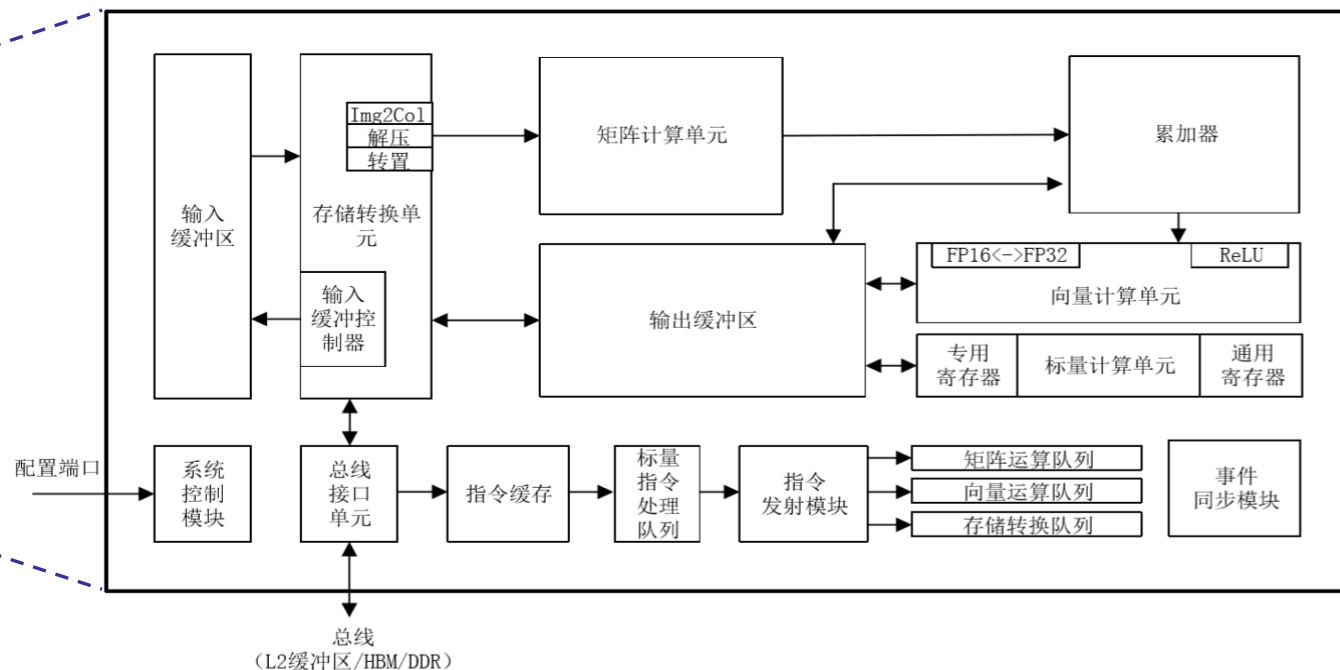 Img2Col
解压
转置
矩阵计算单元
累加器
输入
缓冲区
存储转换单
元
FP16<->FP32
ReLU
向量计算单元
输入
缓冲控
制器
输出缓冲区
专用
寄存器
标量计算单元
通用
寄存器
配置端口
系统
控制
模块
总线
接口
单元
指令缓存
标量
指令
处理
队列
指令
发射模块
矩阵运算队列
向量运算队列
存储转换队列
事件
同步模块
总线
（L2缓冲区/HBM/DDR）